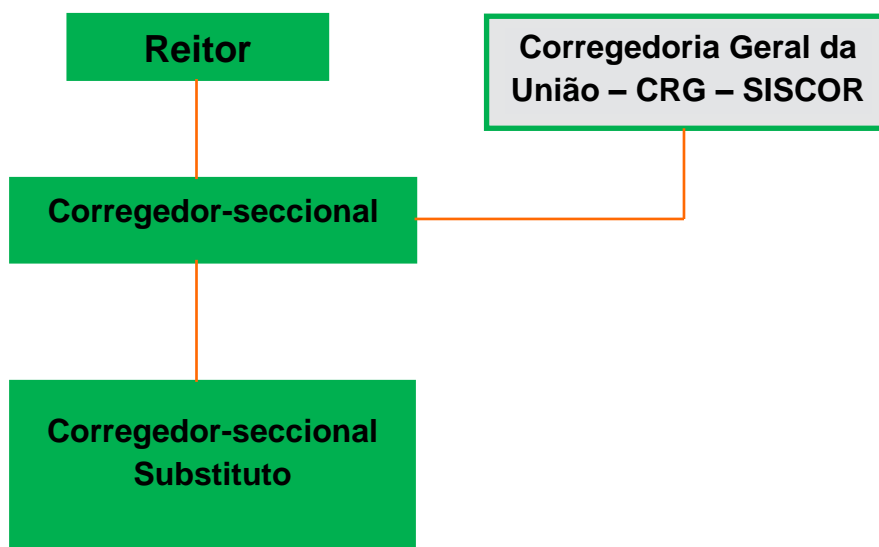 Reitor
Corregedoria Geral da
União – CRG – SISCOR
Corregedor-seccional
Corregedor-seccional
Substituto